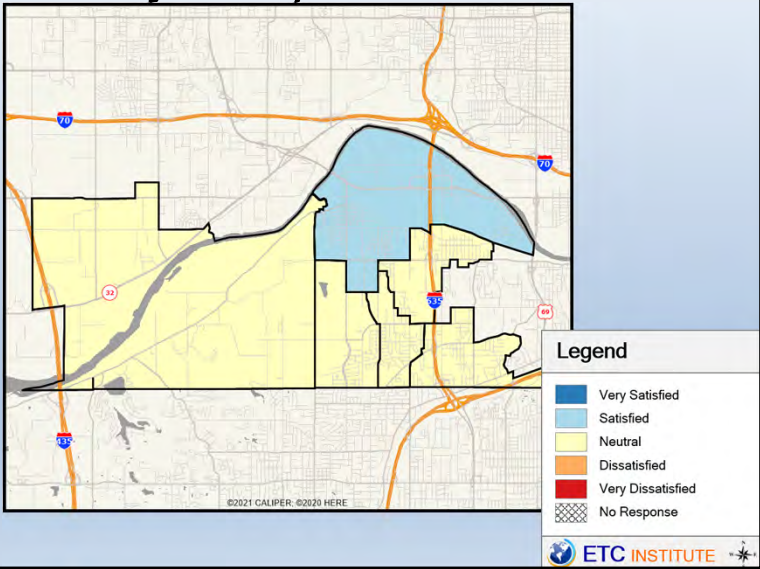 70
70
32
635
69
435
©2021 CALIPER; ©2020 HERE
Legend
Very Satisfied
Satisfied
Neutral
Dissatisfied
Very Dissatisfied
No Response
ETC INSTITUTE